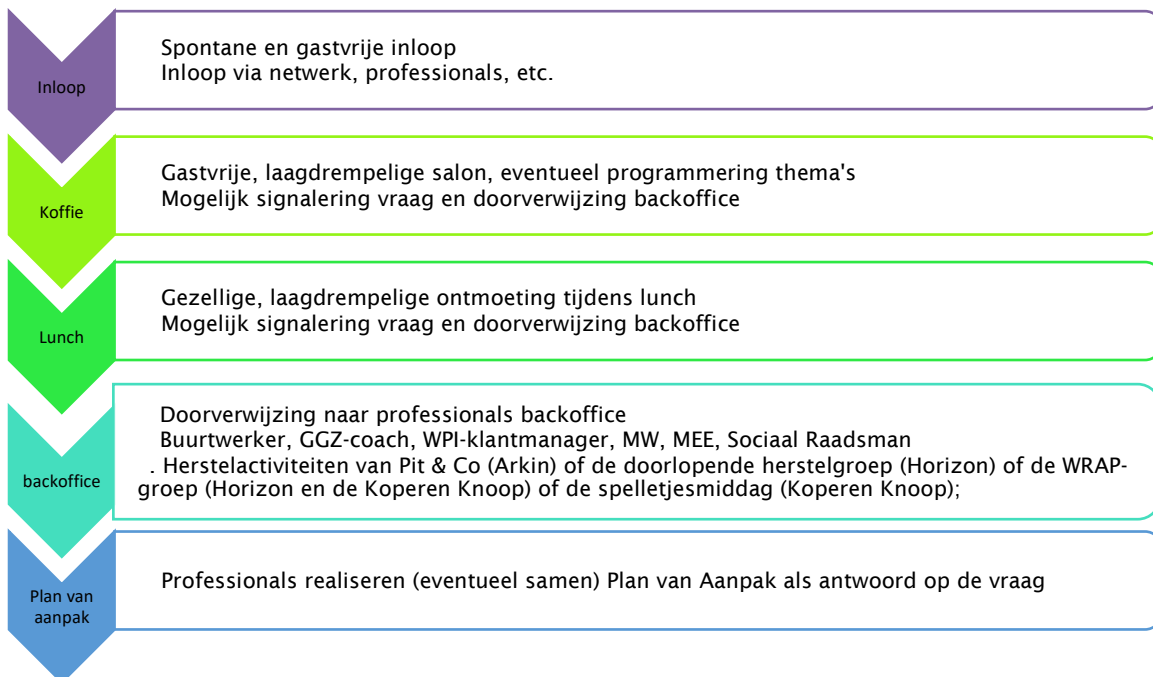 Inloop
Spontane en gastvrije inloop
Inloop via netwerk, professionals, etc.
Koffie
Gastvrije, laagdrempelige salon, eventueel programmering thema's
Mogelijk signalering vraag en doorverwijzing backoffice
Lunch
Gezellige, laagdrempelige ontmoeting tijdens lunch
Mogelijk signalering vraag en doorverwijzing backoffice
backoffice
Doorverwijzing naar professionals backoffice
Buurtwerker, GGZ-coach, WPI-klantmanager, MW, MEE, Sociaal Raadsman
. Herstelactiviteiten van Pit & Co (Arkin) of de doorlopende herstelgroep (Horizon) of de WRAP-
groep (Horizon en de Koperen Knoop) of de spelletjesmiddag (Koperen Knoop);
Plan van
aanpak
Professionals realiseren (eventueel samen) Plan van Aanpak als antwoord op de vraag